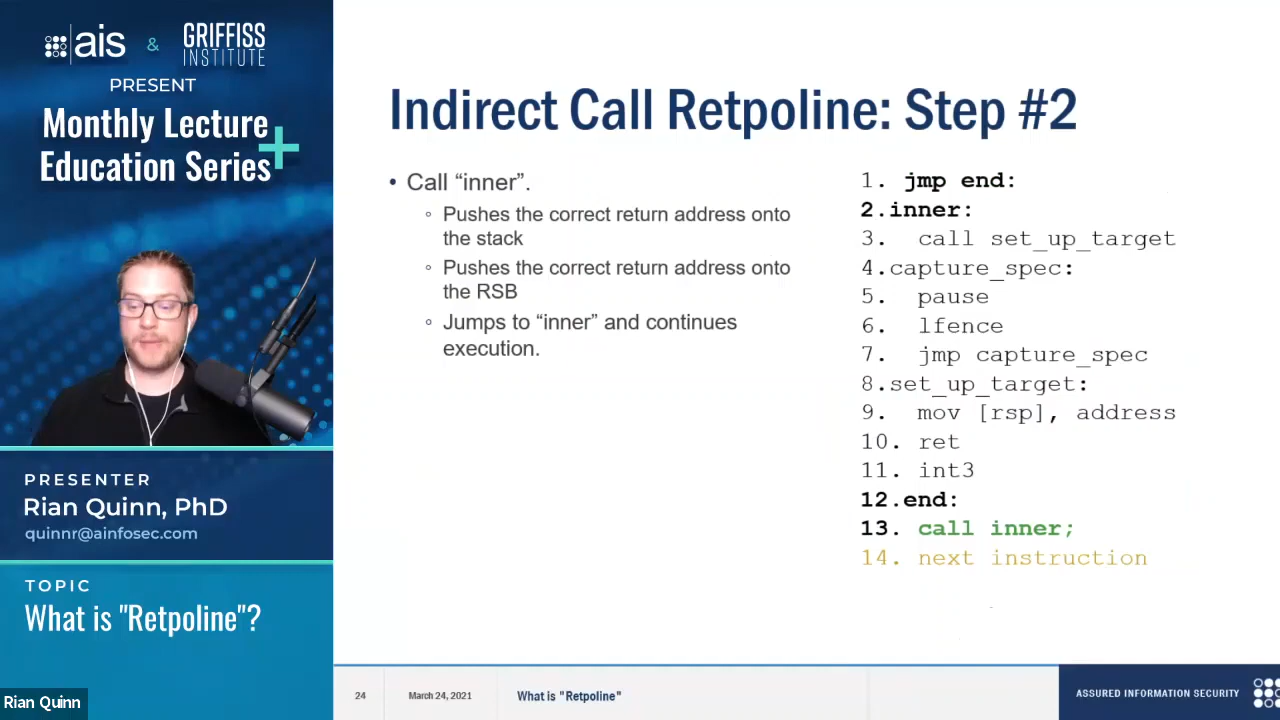 ais & GRIFFISS
INSTITUTE
PRESENT
Monthly Lecture
Education Series+
PRESENTER
Rian Quinn, PhD
quinnr@ainfosec.com
TOPIC
What is "Retpoline"?
Rian Quinn
Indirect Call Retpoline: Step #2
• Call “inner”.
◦ Pushes the correct return address onto
the stack
◦ Pushes the correct return address onto
the RSB
◦ Jumps to “inner” and continues
execution.
1. jmp end:
2.inner:
3. call set_up_target
4.capture_spec:
5. pause
6. lfence
7. jmp capture_spec
8.set_up_target:
9. mov [rsp], address
10. ret
11. int3
12.end:
13. call inner;
14. next instruction
24 March 24, 2021 What is "Retpoline" ASSURED INFORMATION SECURITY